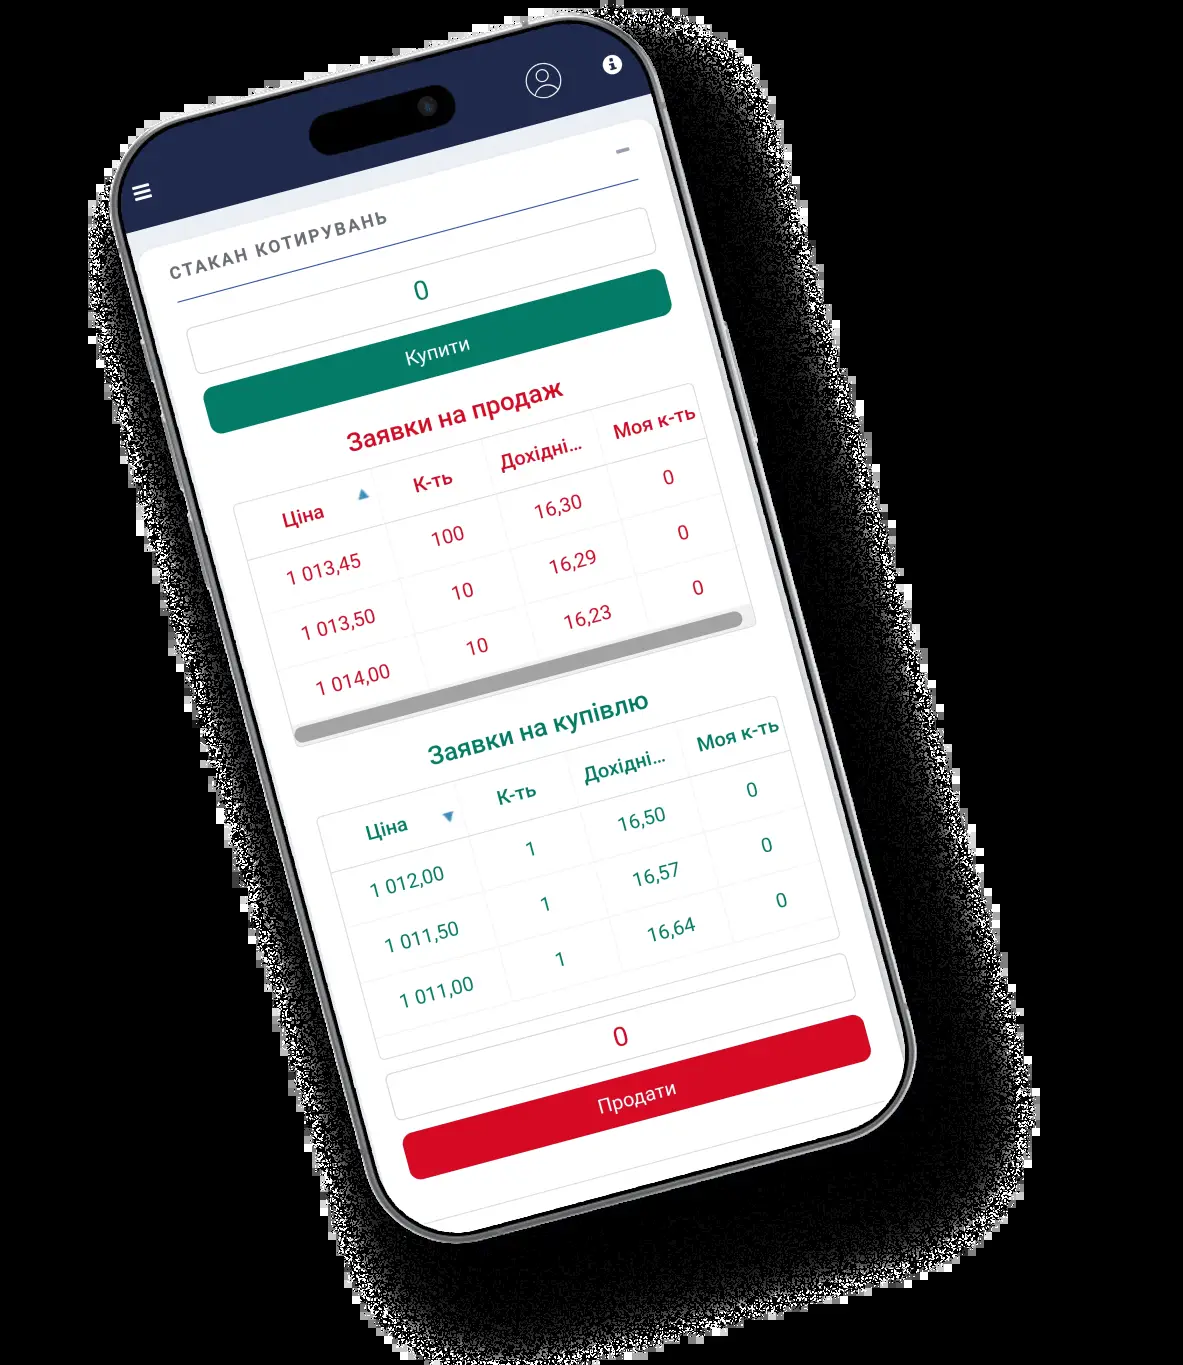 СТАКАН КОТИРУВАНЬ
0
Купити
Заявки на продаж
Ціна К-ть Дохідні... Моя к-ть
1 013,45 100 16,30 0
1 013,50 10 16,29 0
1 014,00 10 16,23 0
Заявки на купівлю
Ціна К-ть Дохідні... Моя к-ть
1 012,00 1 16,50 0
1 011,50 1 16,57 0
1 011,00 1 16,64 0
0
Продати